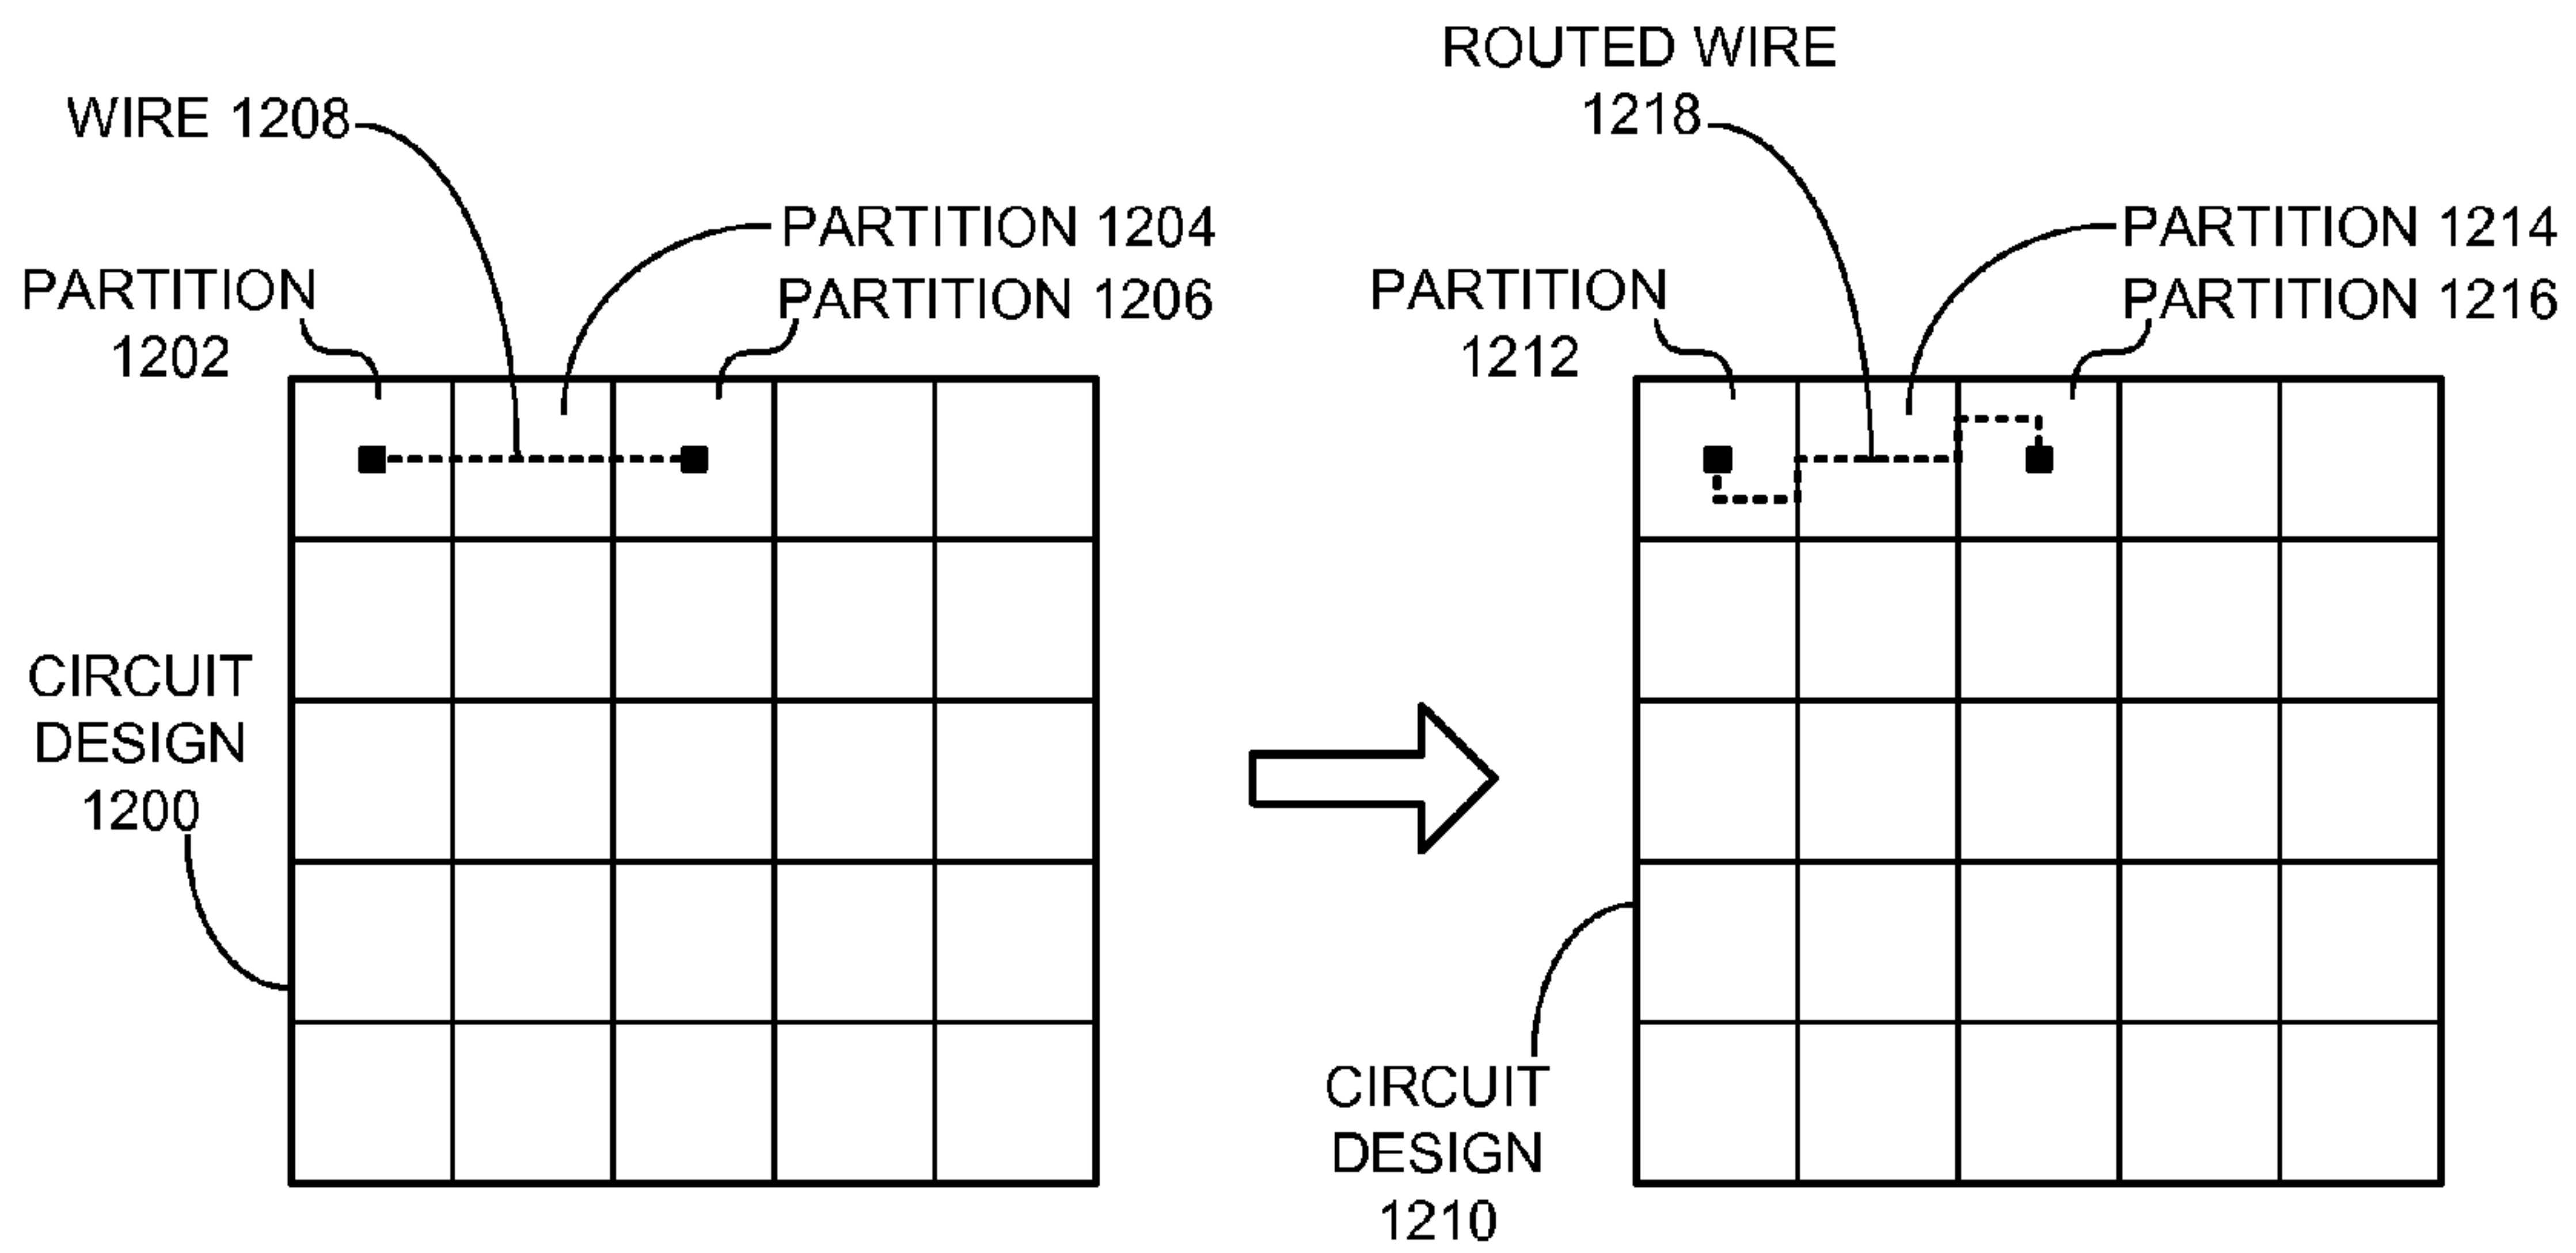 WIRE 1208
PARTITION 1204
PARTITION 1206
PARTITION
1202
CIRCUIT
DESIGN
1200
ROUTED WIRE
1218
PARTITION 1214
PARTITION 1216
PARTITION
1212
CIRCUIT
DESIGN
1210